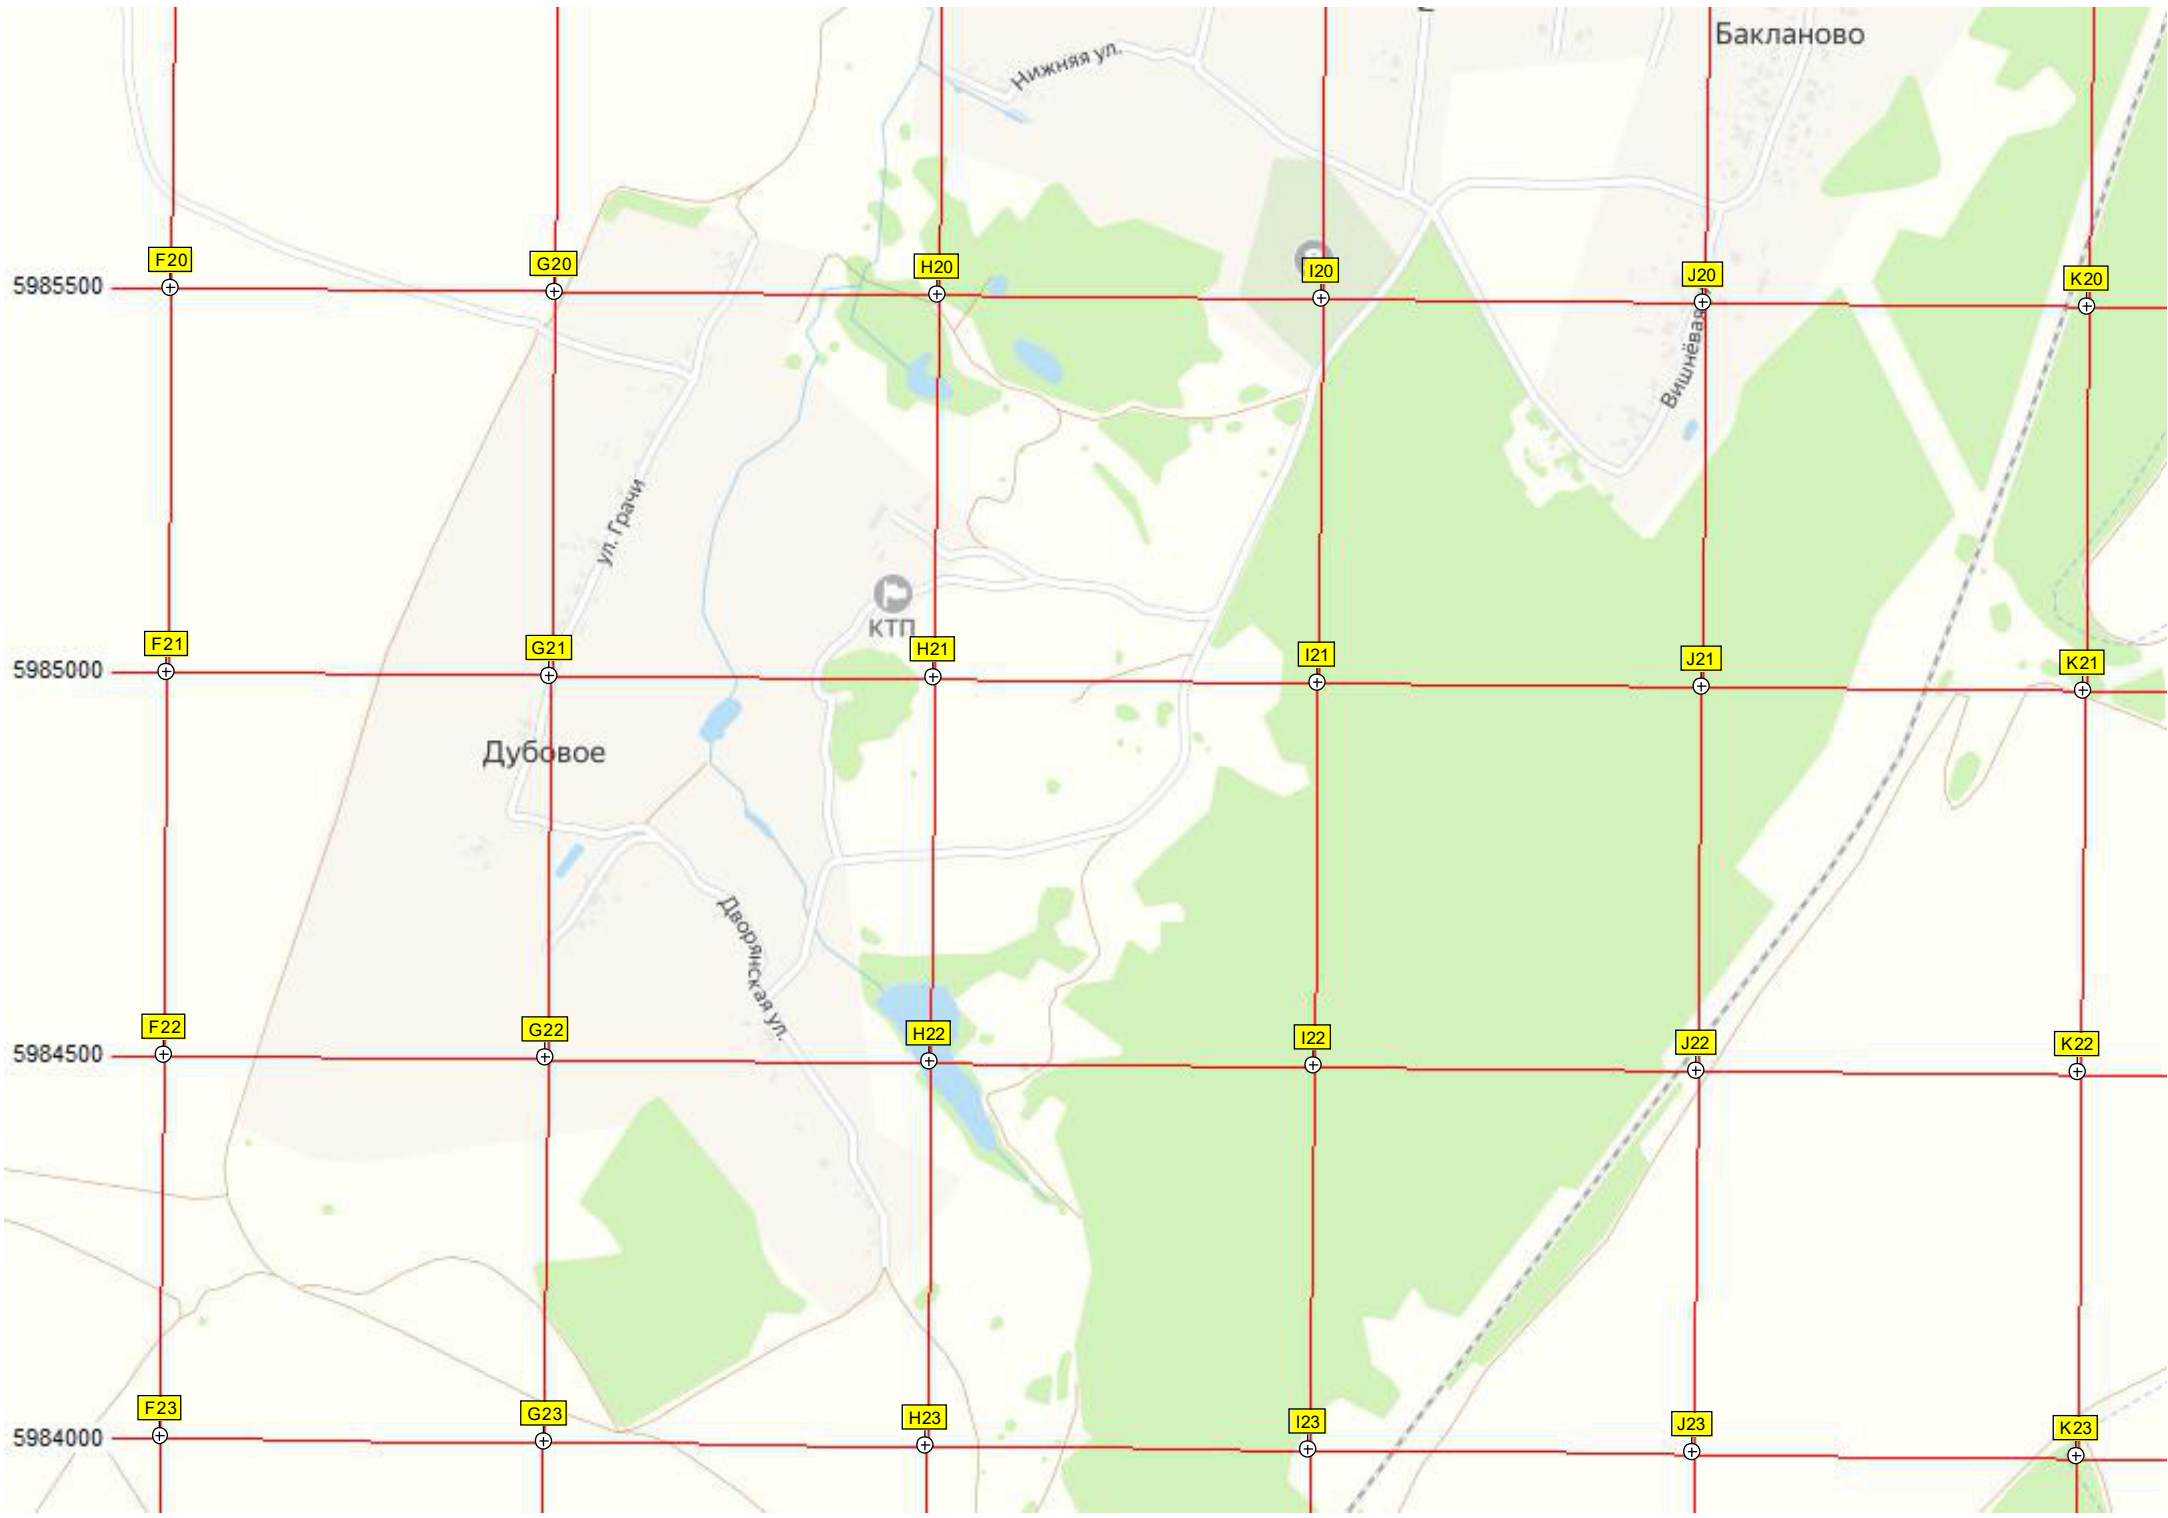 Бакланово
Нижняя ул.
F20
G20
H20
I20
J20
K20
5985500
Вишнёвая
ул. Грачи
КТП
F21
G21
H21
I21
J21
K21
5985000
Дубовое
Дворянская ул.
F22
G22
H22
I22
J22
K22
5984500
F23
G23
H23
I23
J23
K23
5984000